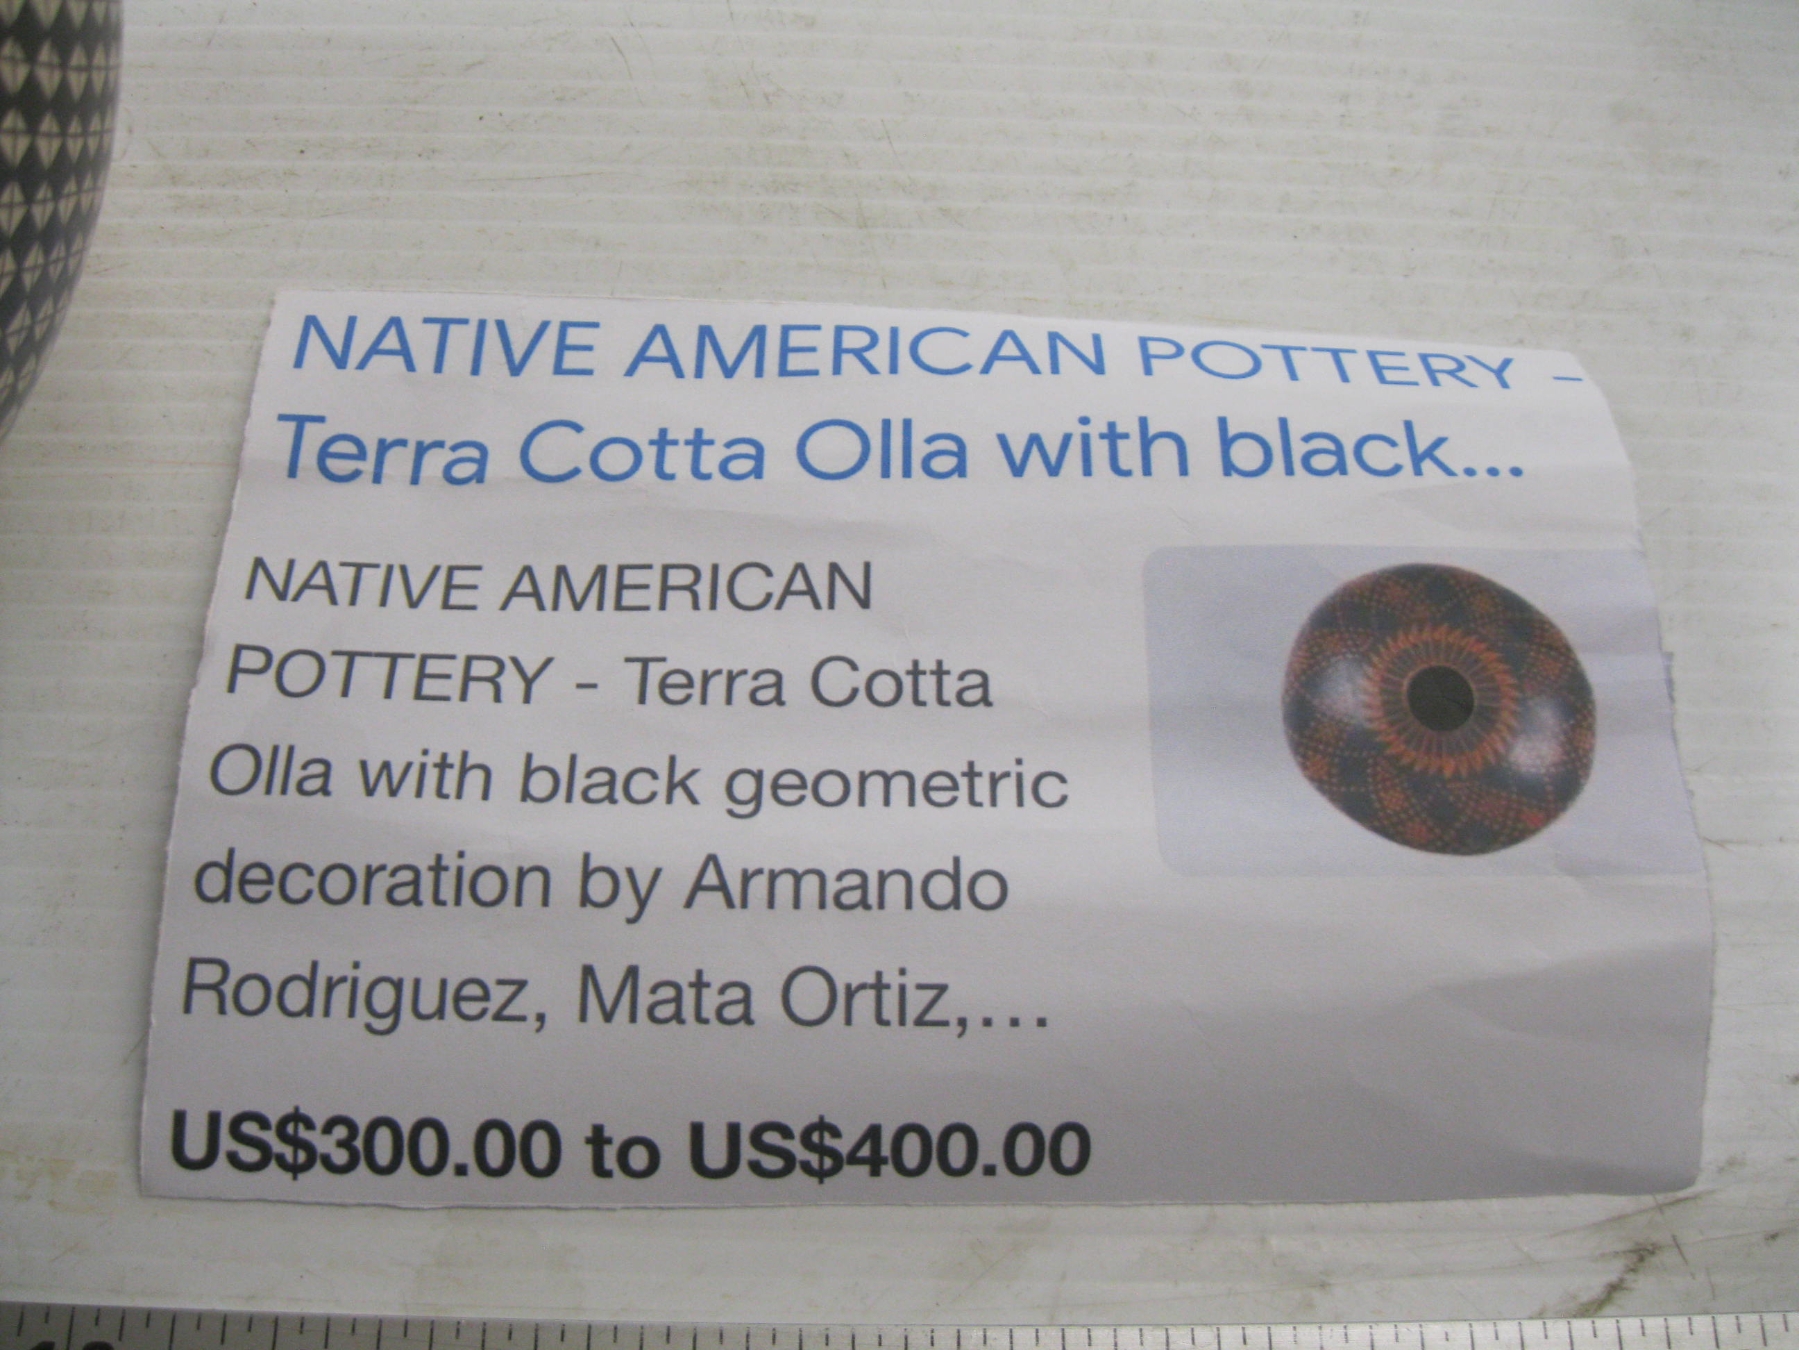 NATIVE AMERICAN POTTERY -
Terra Cotta Olla with black...
NATIVE AMERICAN
POTTERY - Terra Cotta
Olla with black geometric
decoration by Armando
Rodriguez, Mata Ortiz,...
US$300.00 to US$400.00